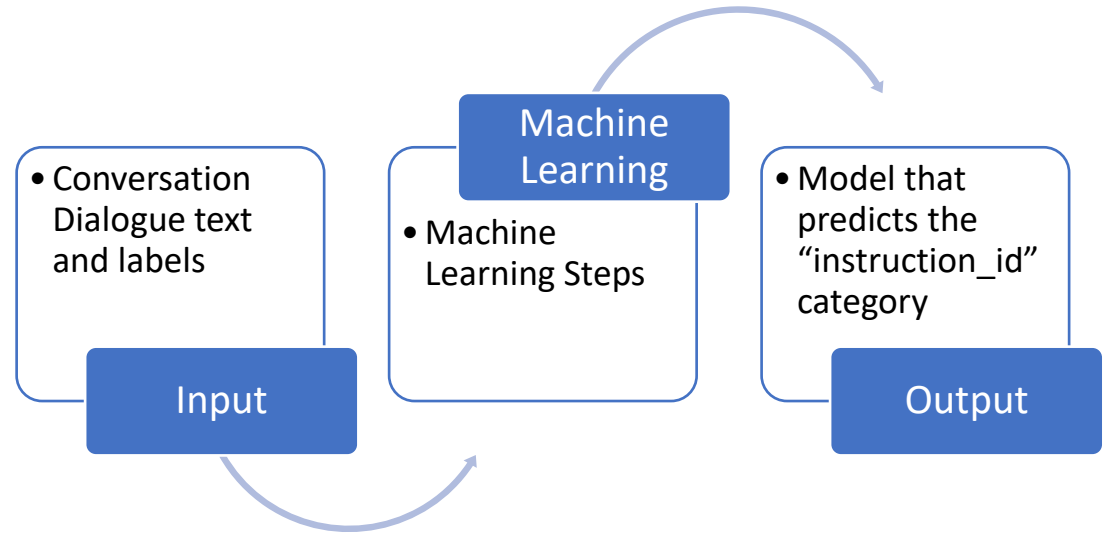 • Conversation
Dialogue text
and labels
Input
Machine
Learning
• Machine
Learning Steps
• Model that
predicts the
“instruction_id”
category
Output